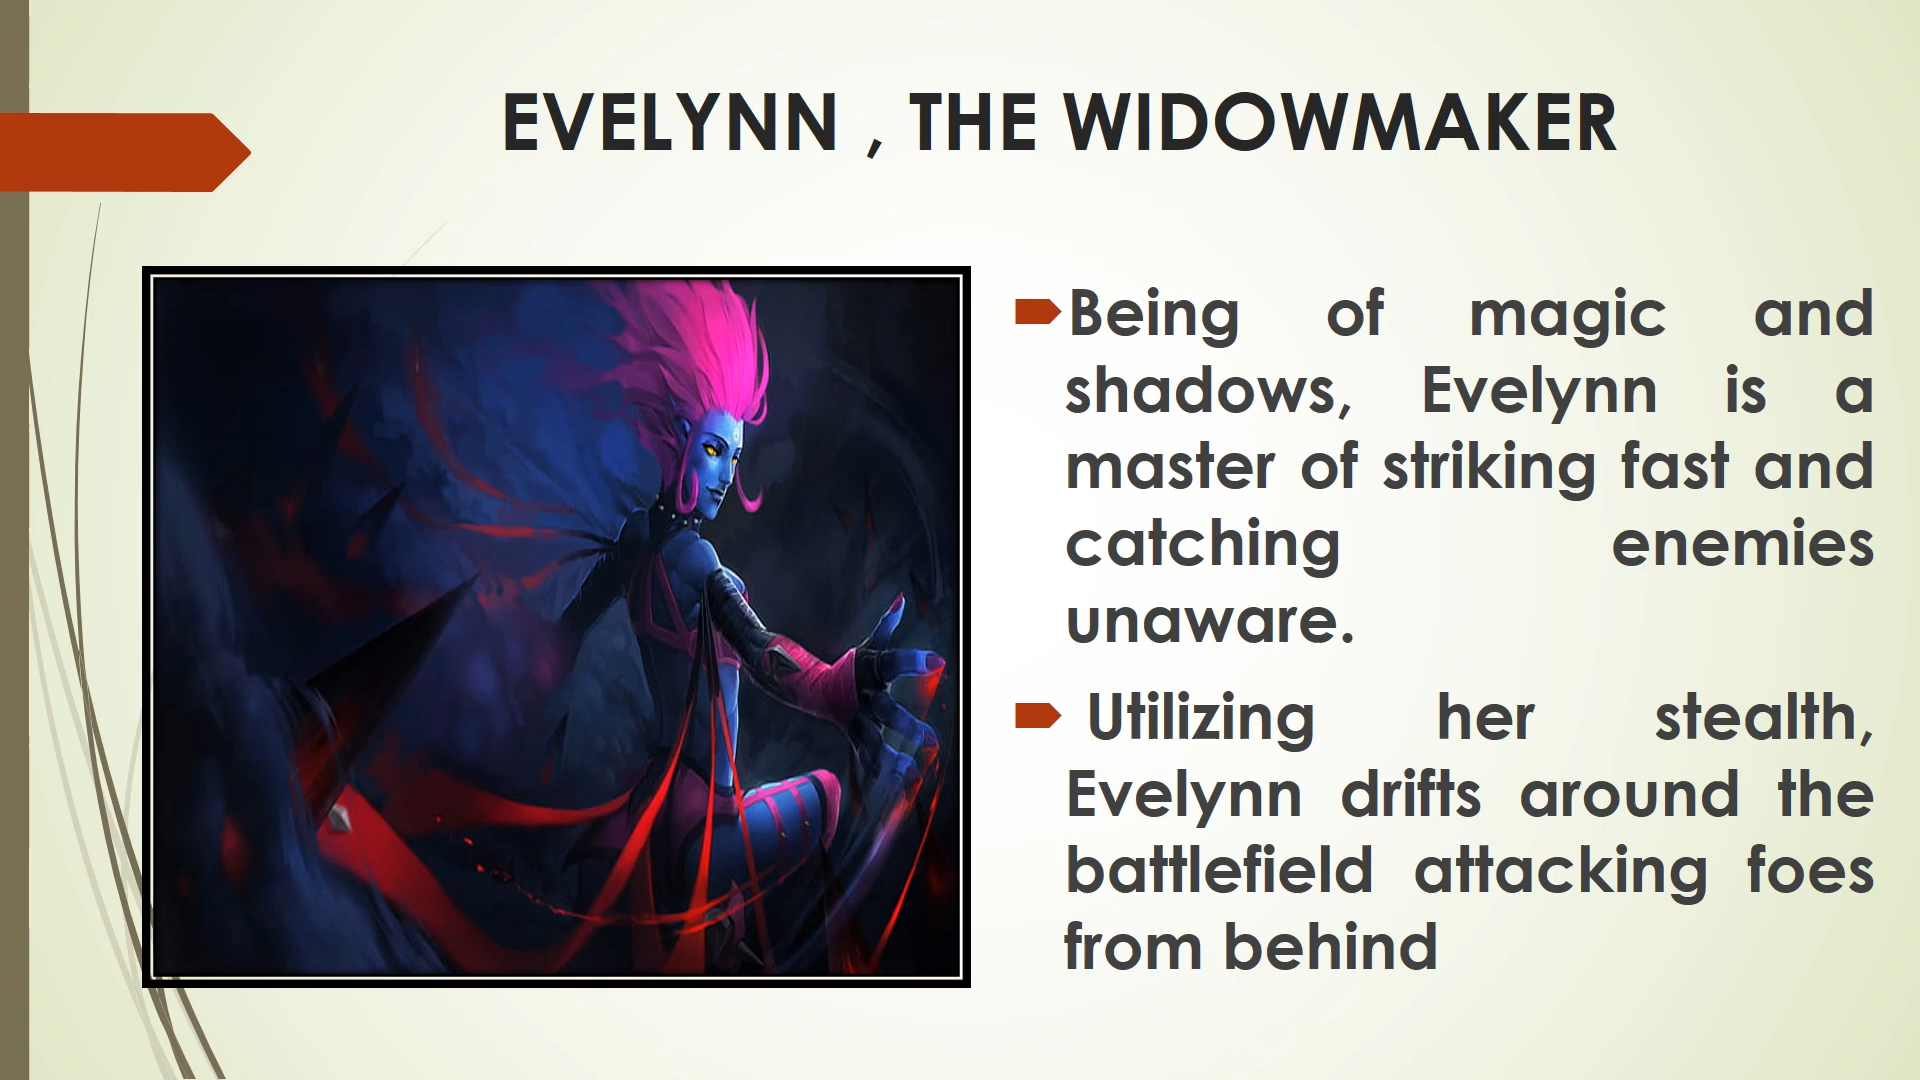 EVELYNN , THE WIDOWMAKER
Being of magic and
shadows, Evelynn is a
master of striking fast and
catching enemies
unaware.
Utilizing her stealth,
Evelynn drifts around the
battlefield attacking foes
from behind